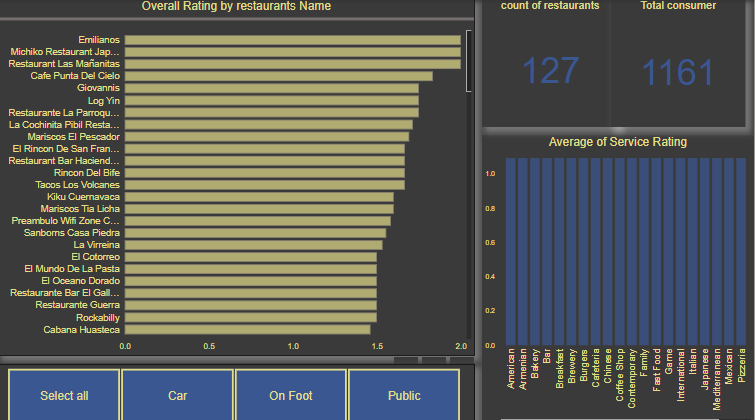 Overall Rating by restaurants Name
Emilianos
Michiko Restaurant Jap...
Restaurant Las Mañanitas
Cafe Punta Del Cielo
Giovannis
Log Yin
Restaurante La Parroqu...
La Cochinita Pibil Resta...
Mariscos El Pescador
El Rincon De San Fran...
Restaurant Bar Haciend...
Rincon Del Bife
Tacos Los Volcanes
Kiku Cuernavaca
Mariscos Tia Licha
Preambulo Wifi Zone C...
Sanborns Casa Piedra
La Virreina
El Cotorreo
El Mundo De La Pasta
El Oceano Dorado
Restaurante Bar El Gall...
Restaurante Guerra
Rockabilly
Cabana Huasteca
0.0 0.5 1.0 1.5 2.0
Select all
Car
On Foot
Public
count of restaurants
127
Total consumer
1161
Average of Service Rating
1.0
0.8
0.6
0.4
0.2
0.0
American
Armenian
Bakery
Bar
Breakfast
Brewery
Burgers
Cafeteria
Chinese
Coffee Shop
Contemporary
Family
Fast Food
Game
International
Italian
Japanese
Mediterranean
Mexican
Pizzeria